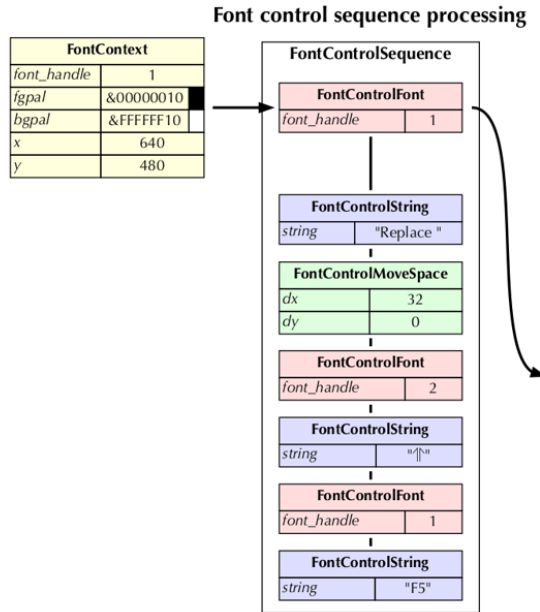 Font control sequence processing
FontContext
font_handle 1
fgpal &00000010
bgpal &FFFFFF10
x 640
y 480
FontControlSequence
FontControlFont
font_handle 1
FontControlString
string "Replace "
FontControlMoveSpace
dx 32
dy 0
FontControlFont
font_handle 2
FontControlString
string
FontControlFont
font_handle 1
FontControlString
string "F5"